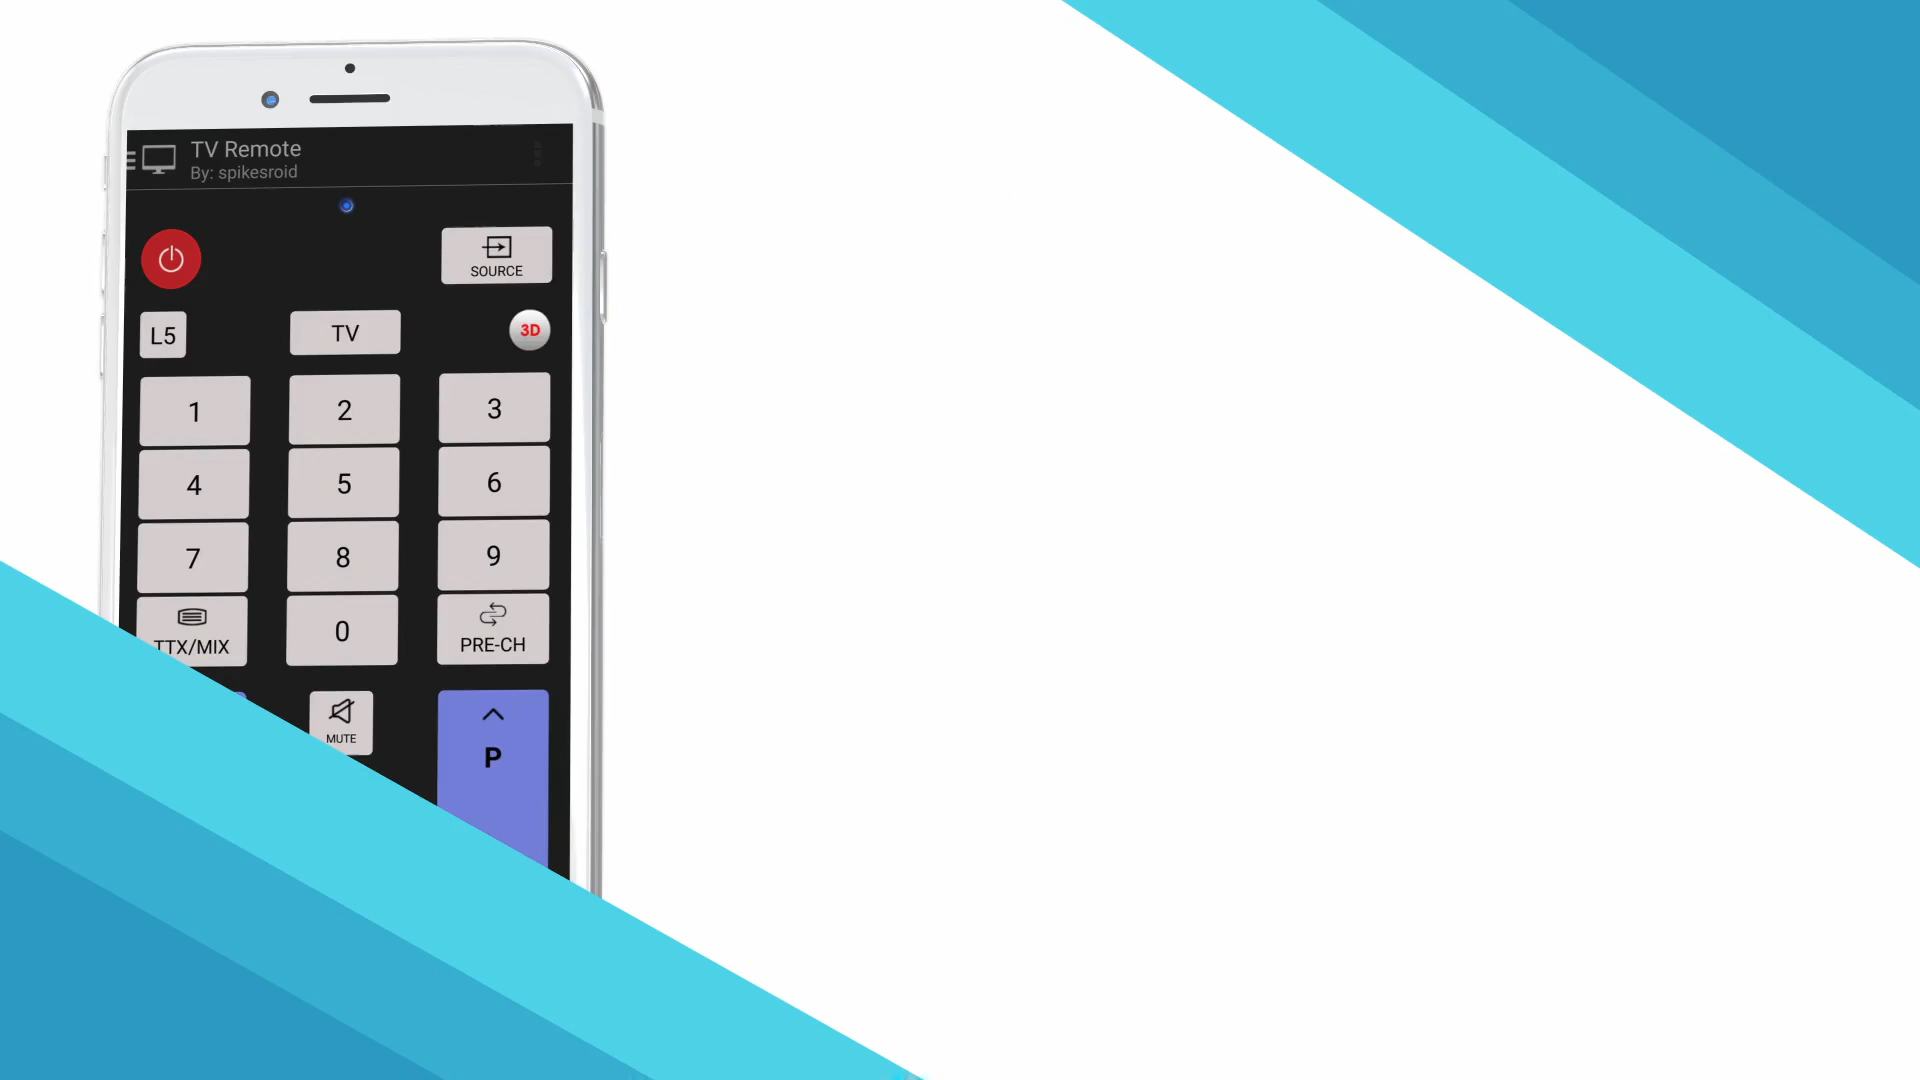 TV Remote
By: spikesroid
SOURCE
L5
TV
3D
1
2
3
4
5
6
7
8
9
TTX/MIX
0
PRE-CH
MUTE
P